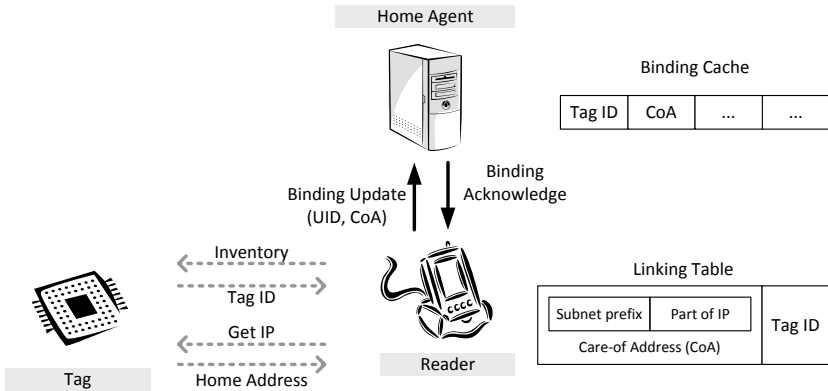 Home Agent
Binding Cache
Tag ID
CoA
...
...
Binding Update
(UID, CoA)
Binding
Acknowledge
Inventory
Tag ID
Get IP
Home Address
Tag
Reader
Linking Table
Subnet prefix
Part of IP
Care-of Address (CoA)
Tag ID